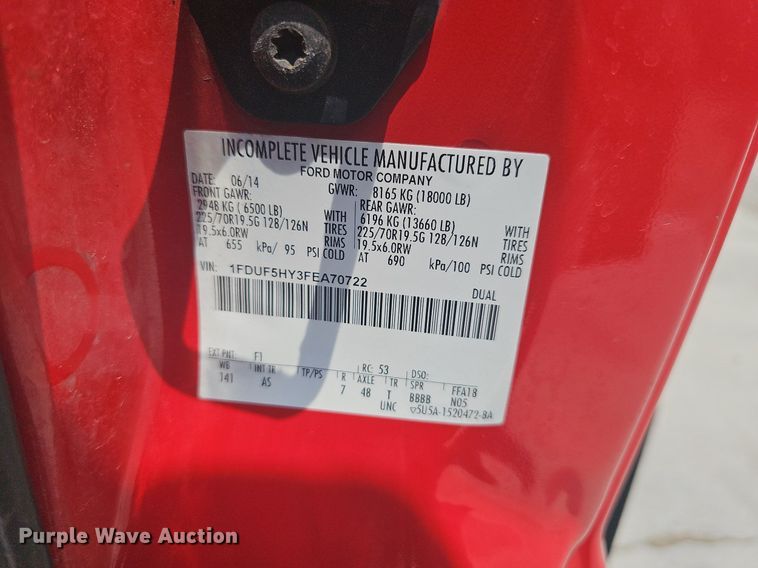 INCOMPLETE VEHICLE MANUFACTURED BY
FORD MOTOR COMPANY
DATE: 06/14 GVWR: 8165 KG (18000 LB)
FRONT GAWR: REAR GAWR:
2948 KG ( 6500 LB) WITH 6196 KG (13660 LB) WITH
225/70R19.5G 128/126N TIRES 225/70R19.5G 128/126N TIRES
19.5x6.0RW RIMS 19.5x6.0RW RIMS
AT 655 kPa/ 95 PSI COLD AT 690 kPa/100 PSI COLD
VIN: 1FDUF5HY3FEA70722 DUAL
EXT PNT: F1 RC: 53 DSO:
WB INT TR TP/PS R AXLE TR SPR FFA18
141 AS 7 48 T BBBB N05
UNC ▽5U5A-1520472-BA
Purple Wave Auction®